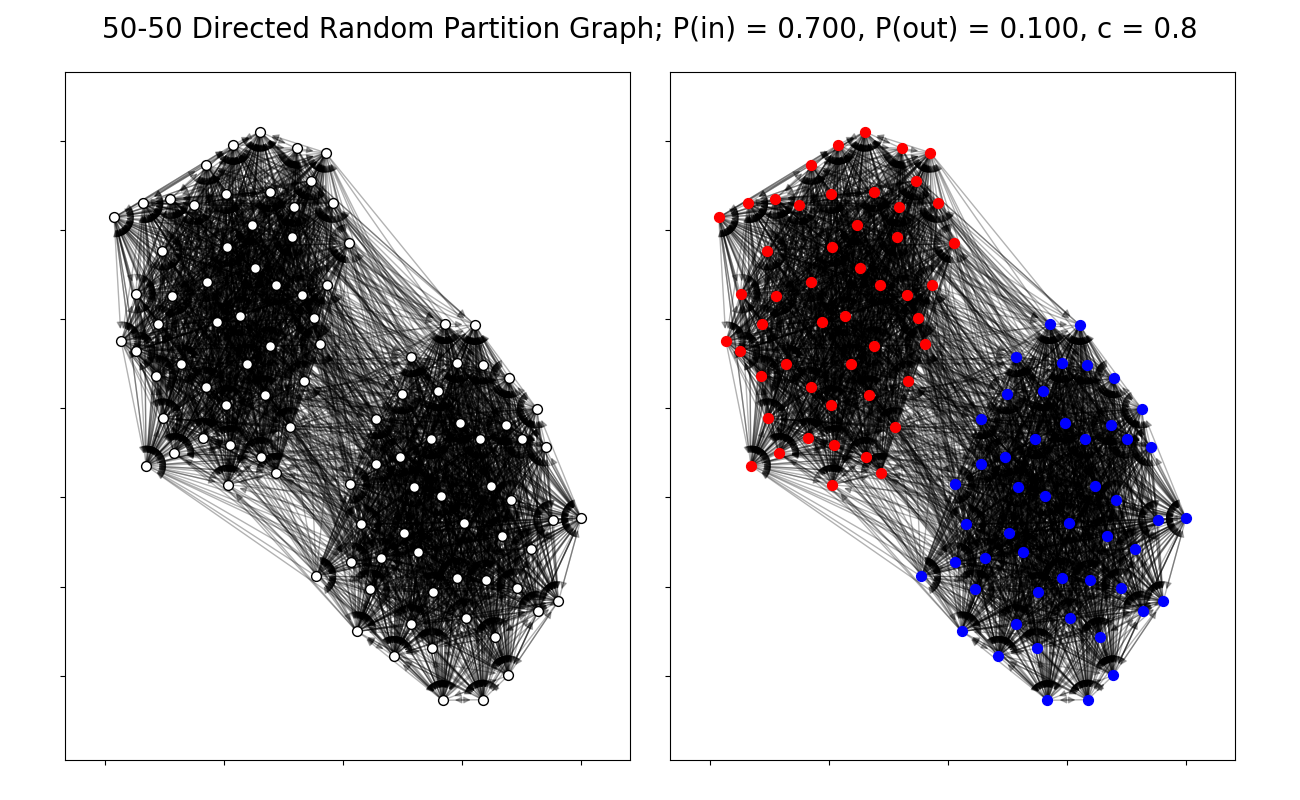 50-50 Directed Random Partition Graph; P(in) = 0.700, P(out) = 0.100, c = 0.8